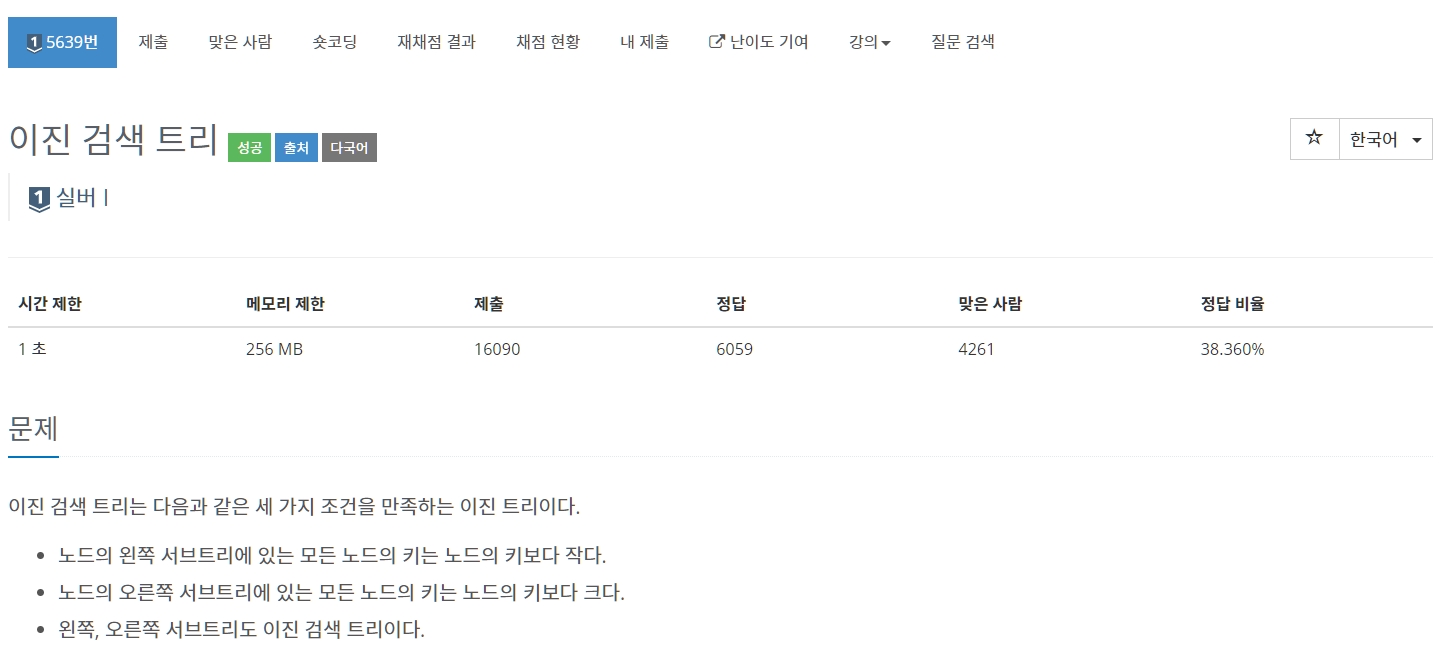 1 5639번 제출 맞은 사람 숏코딩 재채점 결과 채점 현황 내 제출 난이도 기여 강의 질문 검색
이진 검색 트리 성공 출처 다국어 한국어
1 실버 I
시간 제한 메모리 제한 제출 정답 맞은 사람 정답 비율
1 초 256 MB 16090 6059 4261 38.360%
문제
이진 검색 트리는 다음과 같은 세 가지 조건을 만족하는 이진 트리이다.
• 노드의 왼쪽 서브트리에 있는 모든 노드의 키는 노드의 키보다 작다.
• 노드의 오른쪽 서브트리에 있는 모든 노드의 키는 노드의 키보다 크다.
• 왼쪽, 오른쪽 서브트리도 이진 검색 트리이다.